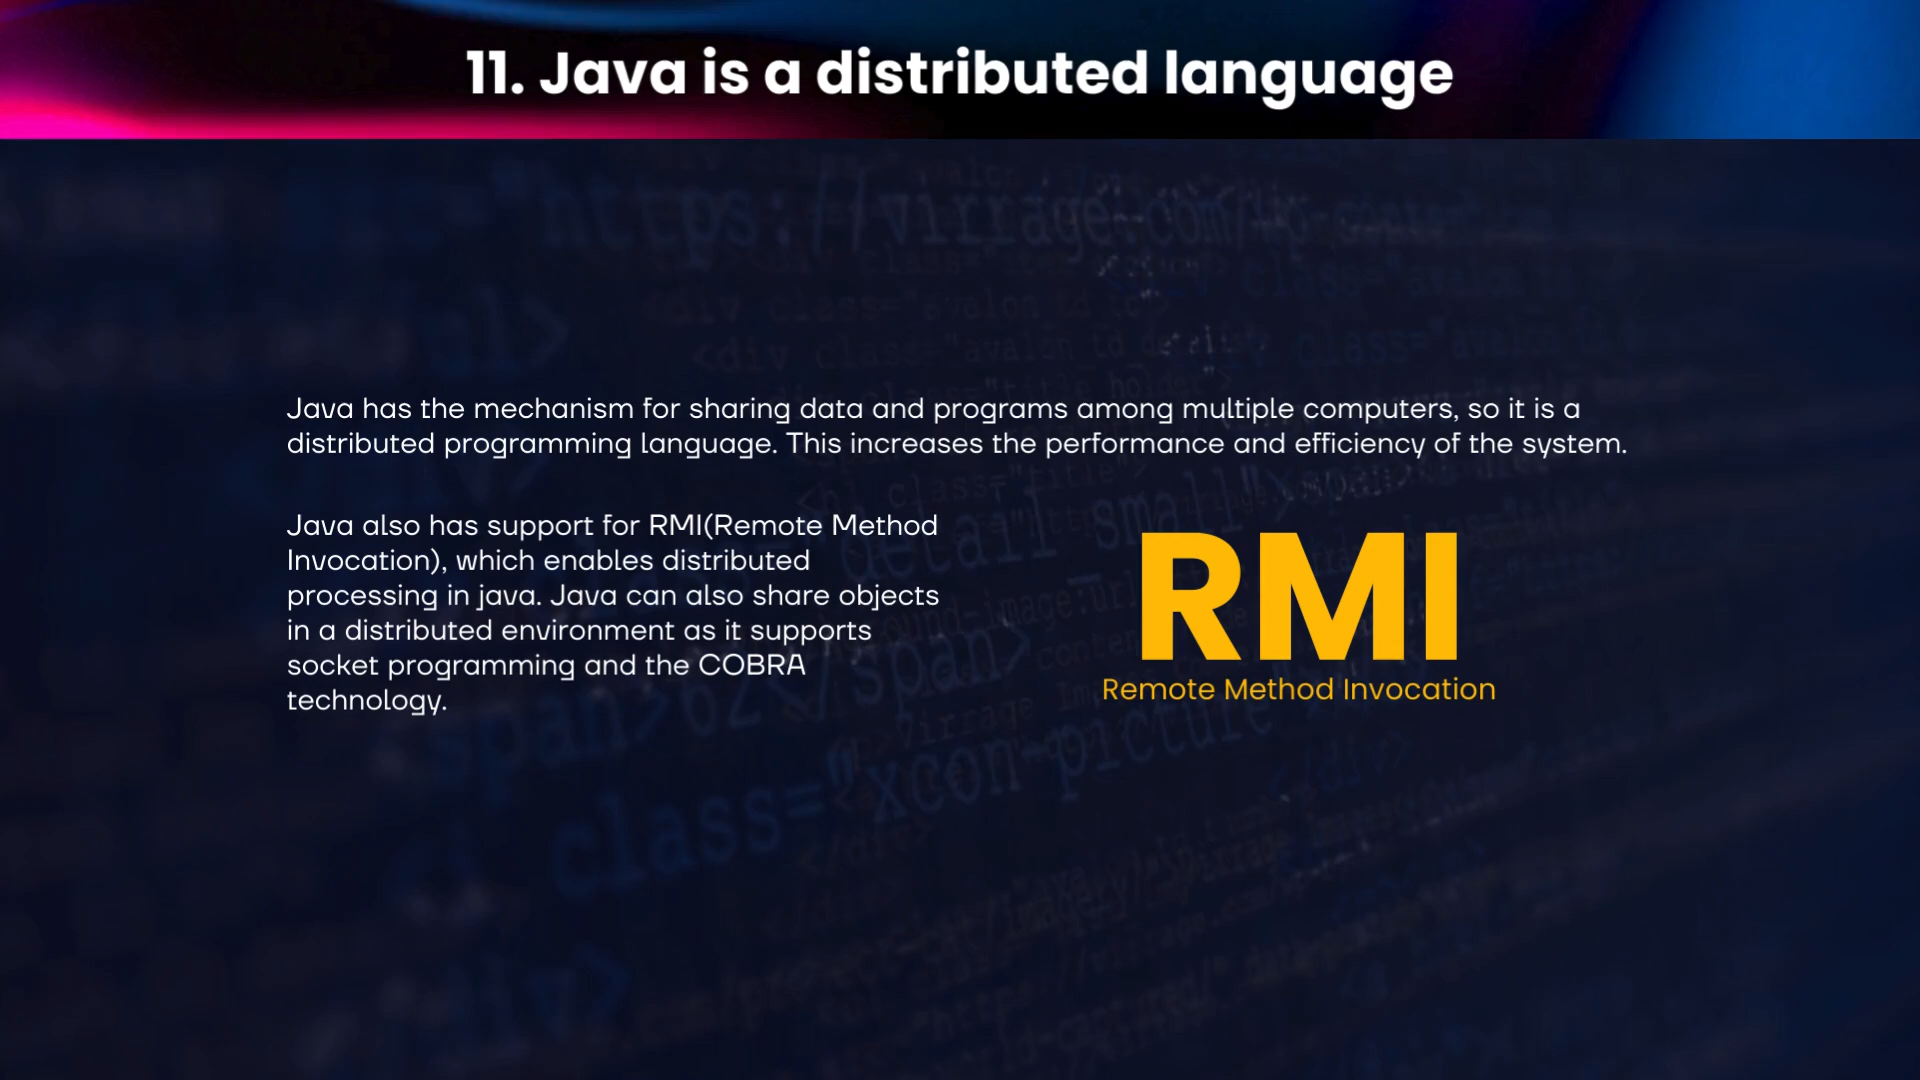 11. Java is a distributed language
Java has the mechanism for sharing data and programs among multiple computers, so it is a
distributed programming language. This increases the performance and efficiency of the system.
Java also has support for RMI(Remote Method
Invocation), which enables distributed
processing in java. Java can also share objects
in a distributed environment as it supports
socket programming and the COBRA
technology.
RMI
Remote Method Invocation